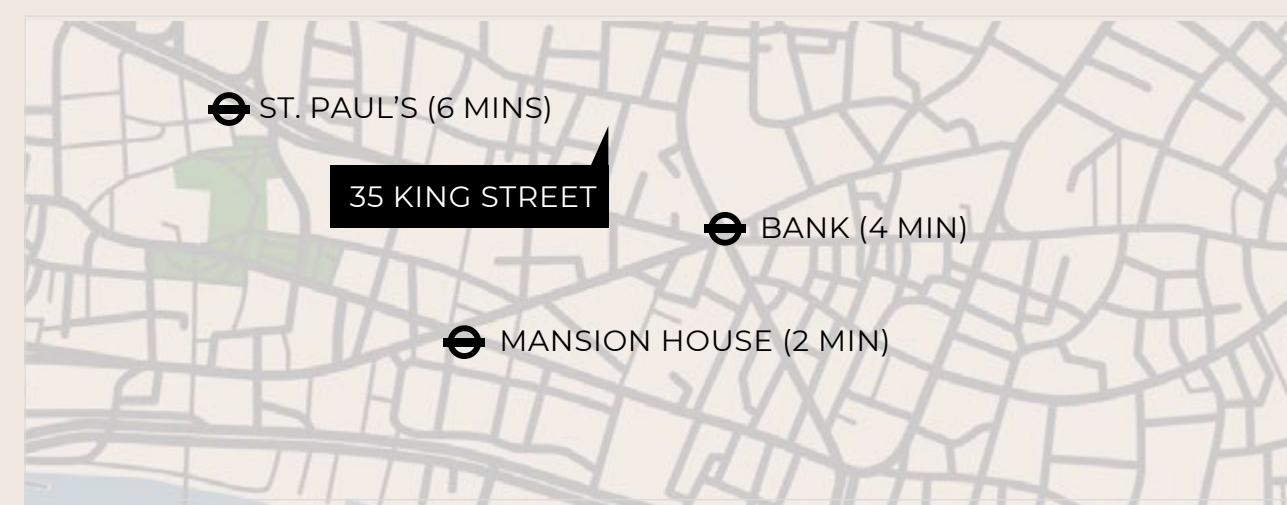 ST. PAUL’S (6 MINS)
35 KING STREET
BANK (4 MIN)
MANSION HOUSE (2 MIN)